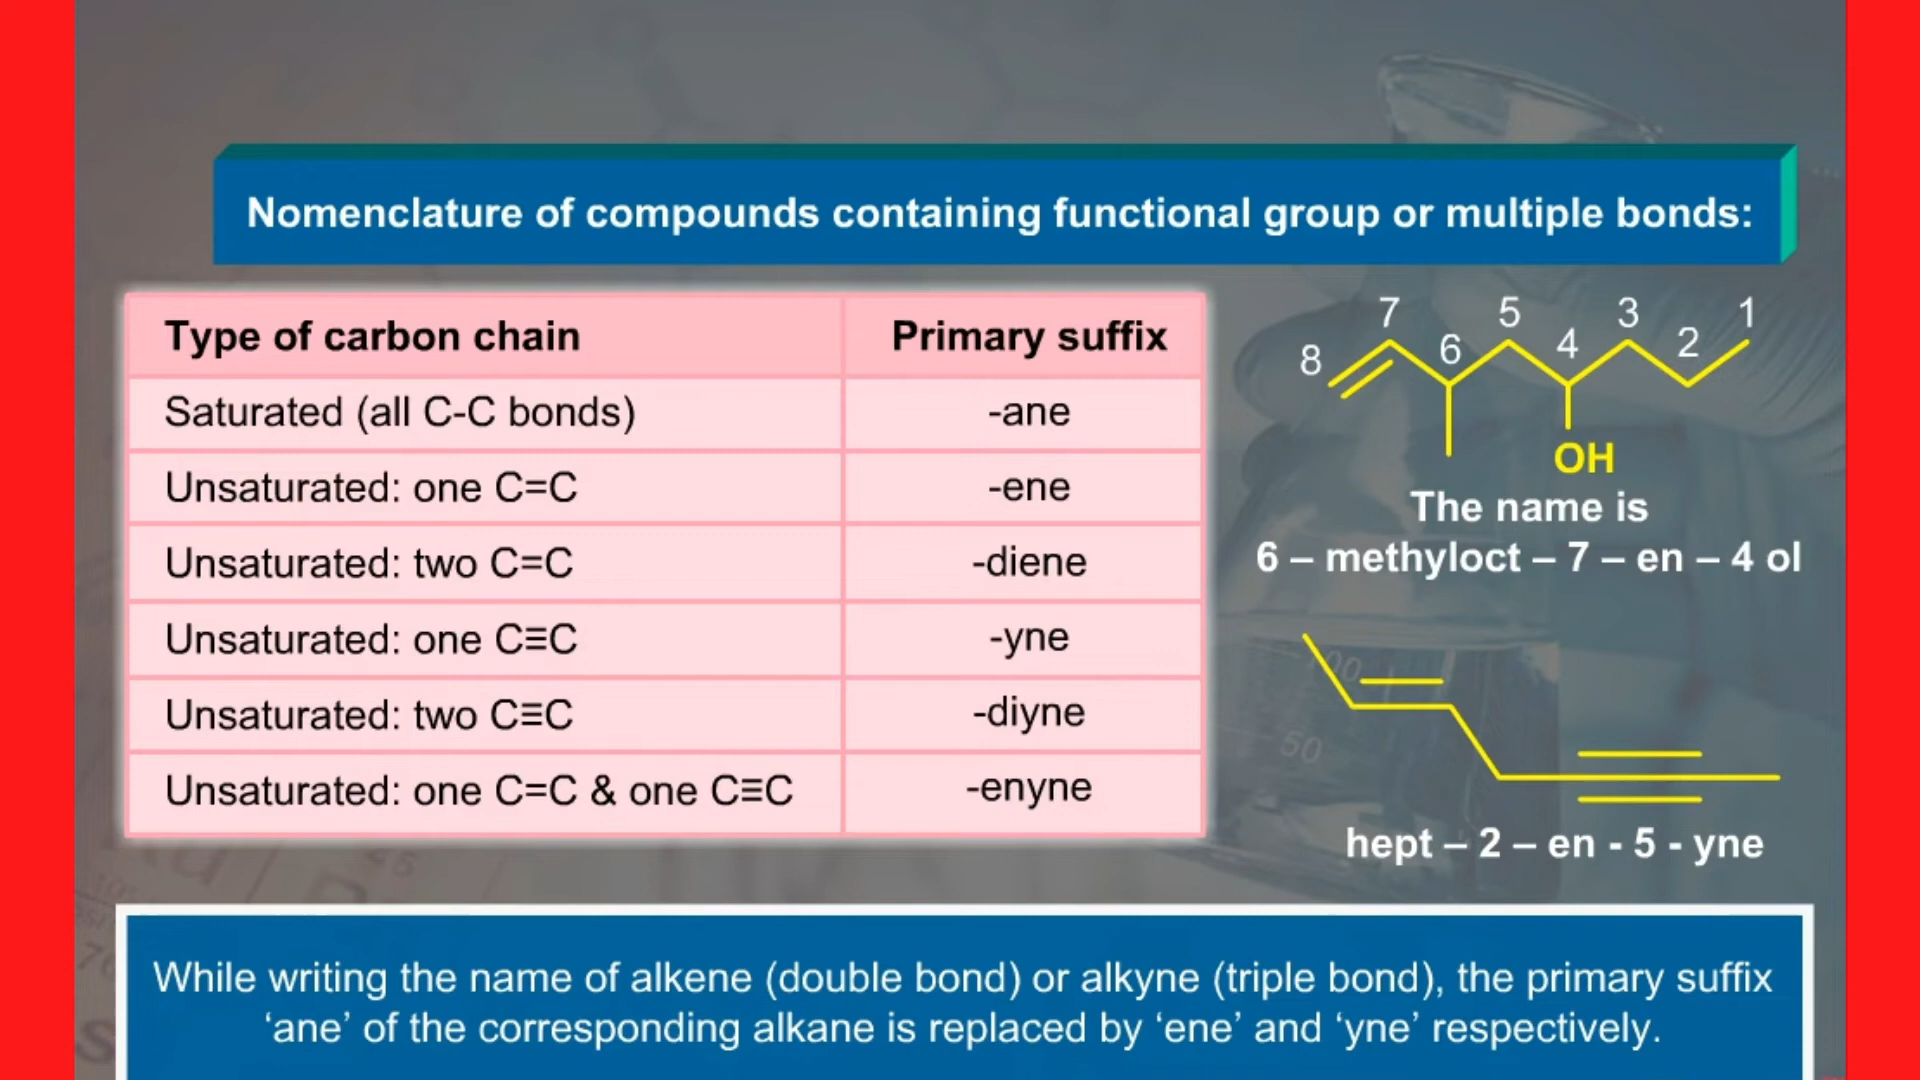 Nomenclature of compounds containing functional group or multiple bonds:
Type of carbon chain
Primary suffix
Saturated (all C-C bonds)
-ane
Unsaturated: one C=C
-ene
Unsaturated: two C=C
-diene
Unsaturated: one C≡C
-yne
Unsaturated: two C≡C
-diyne
Unsaturated: one C=C & one C≡C
-enyne
8 7 6 5 4 3 2 1
OH
The name is
6 – methyloct – 7 – en – 4 ol
100
50
hept – 2 – en - 5 - yne
While writing the name of alkene (double bond) or alkyne (triple bond), the primary suffix
‘ane’ of the corresponding alkane is replaced by ‘ene’ and ‘yne’ respectively.